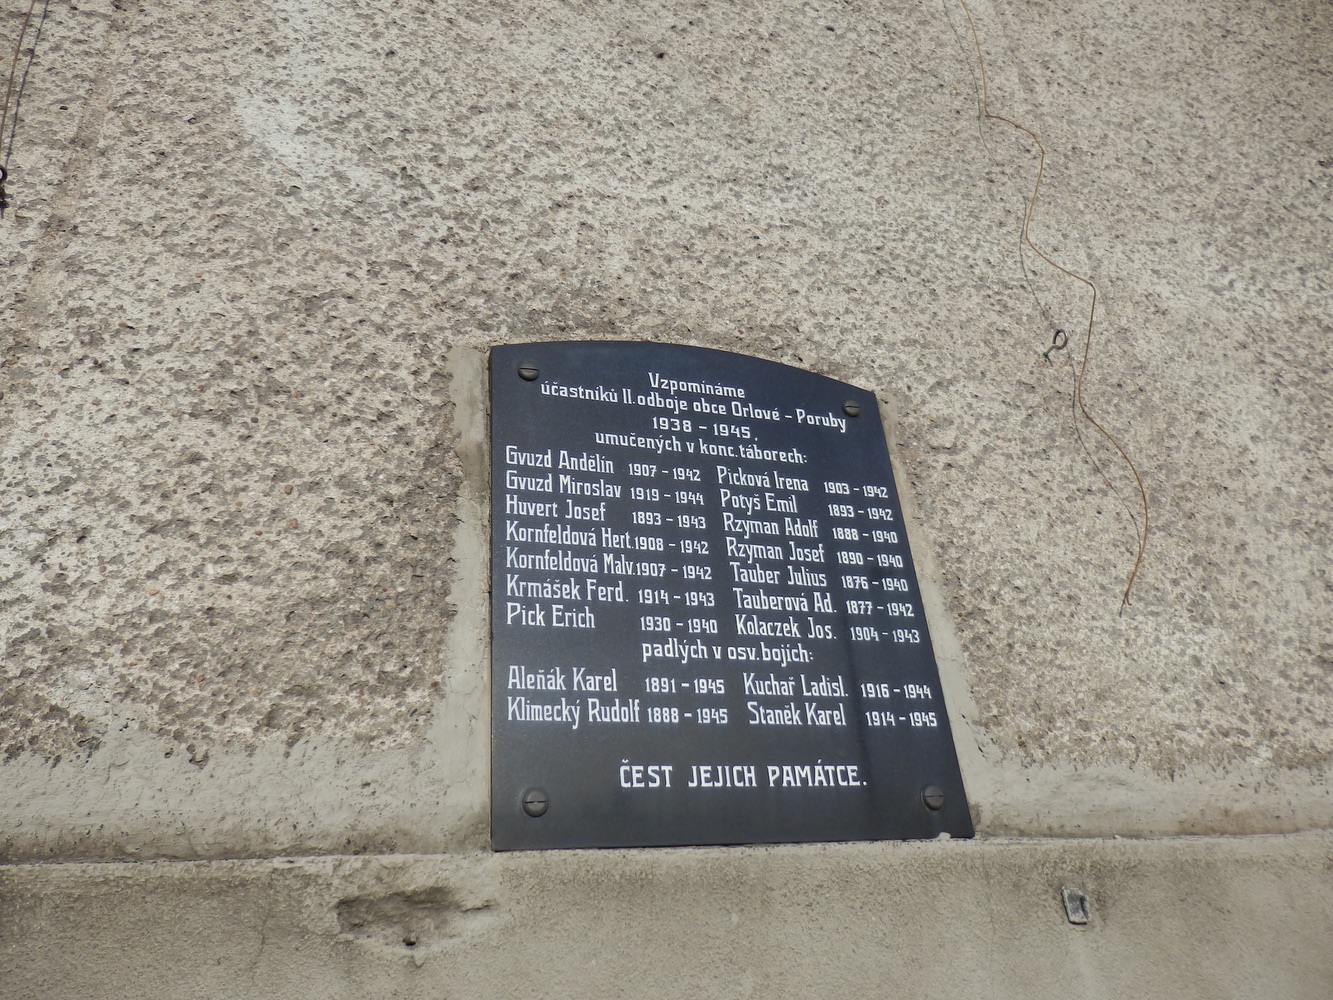 Vzpomínáme
účastníků II.odboje obce Orlové - Poruby
1938 - 1945,
umučených v konc.táborech:
Gvuzd Andělín 1907 - 1942 Picková Irena 1903 - 1942
Gvuzd Miroslav 1919 - 1944 Potyš Emil 1893 - 1942
Huvert Josef 1893 - 1943 Rzyman Adolf 1888 - 1940
Kornfeldová Hert. 1908 - 1942 Rzyman Josef 1890 - 1940
Kornfeldová Malv. 1907 - 1942 Tauber Julius 1876 - 1940
Krmášek Ferd. 1914 - 1943 Tauberová Ad. 1877 - 1942
Pick Erich 1930 - 1940 Kolaczek Jos. 1904 - 1943
padlých v osv.bojích:
Aleňák Karel 1891 - 1945 Kuchař Ladisl. 1916 - 1944
Klimecký Rudolf 1888 - 1945 Staněk Karel 1914 - 1945
ČEST JEJICH PAMÁTCE.